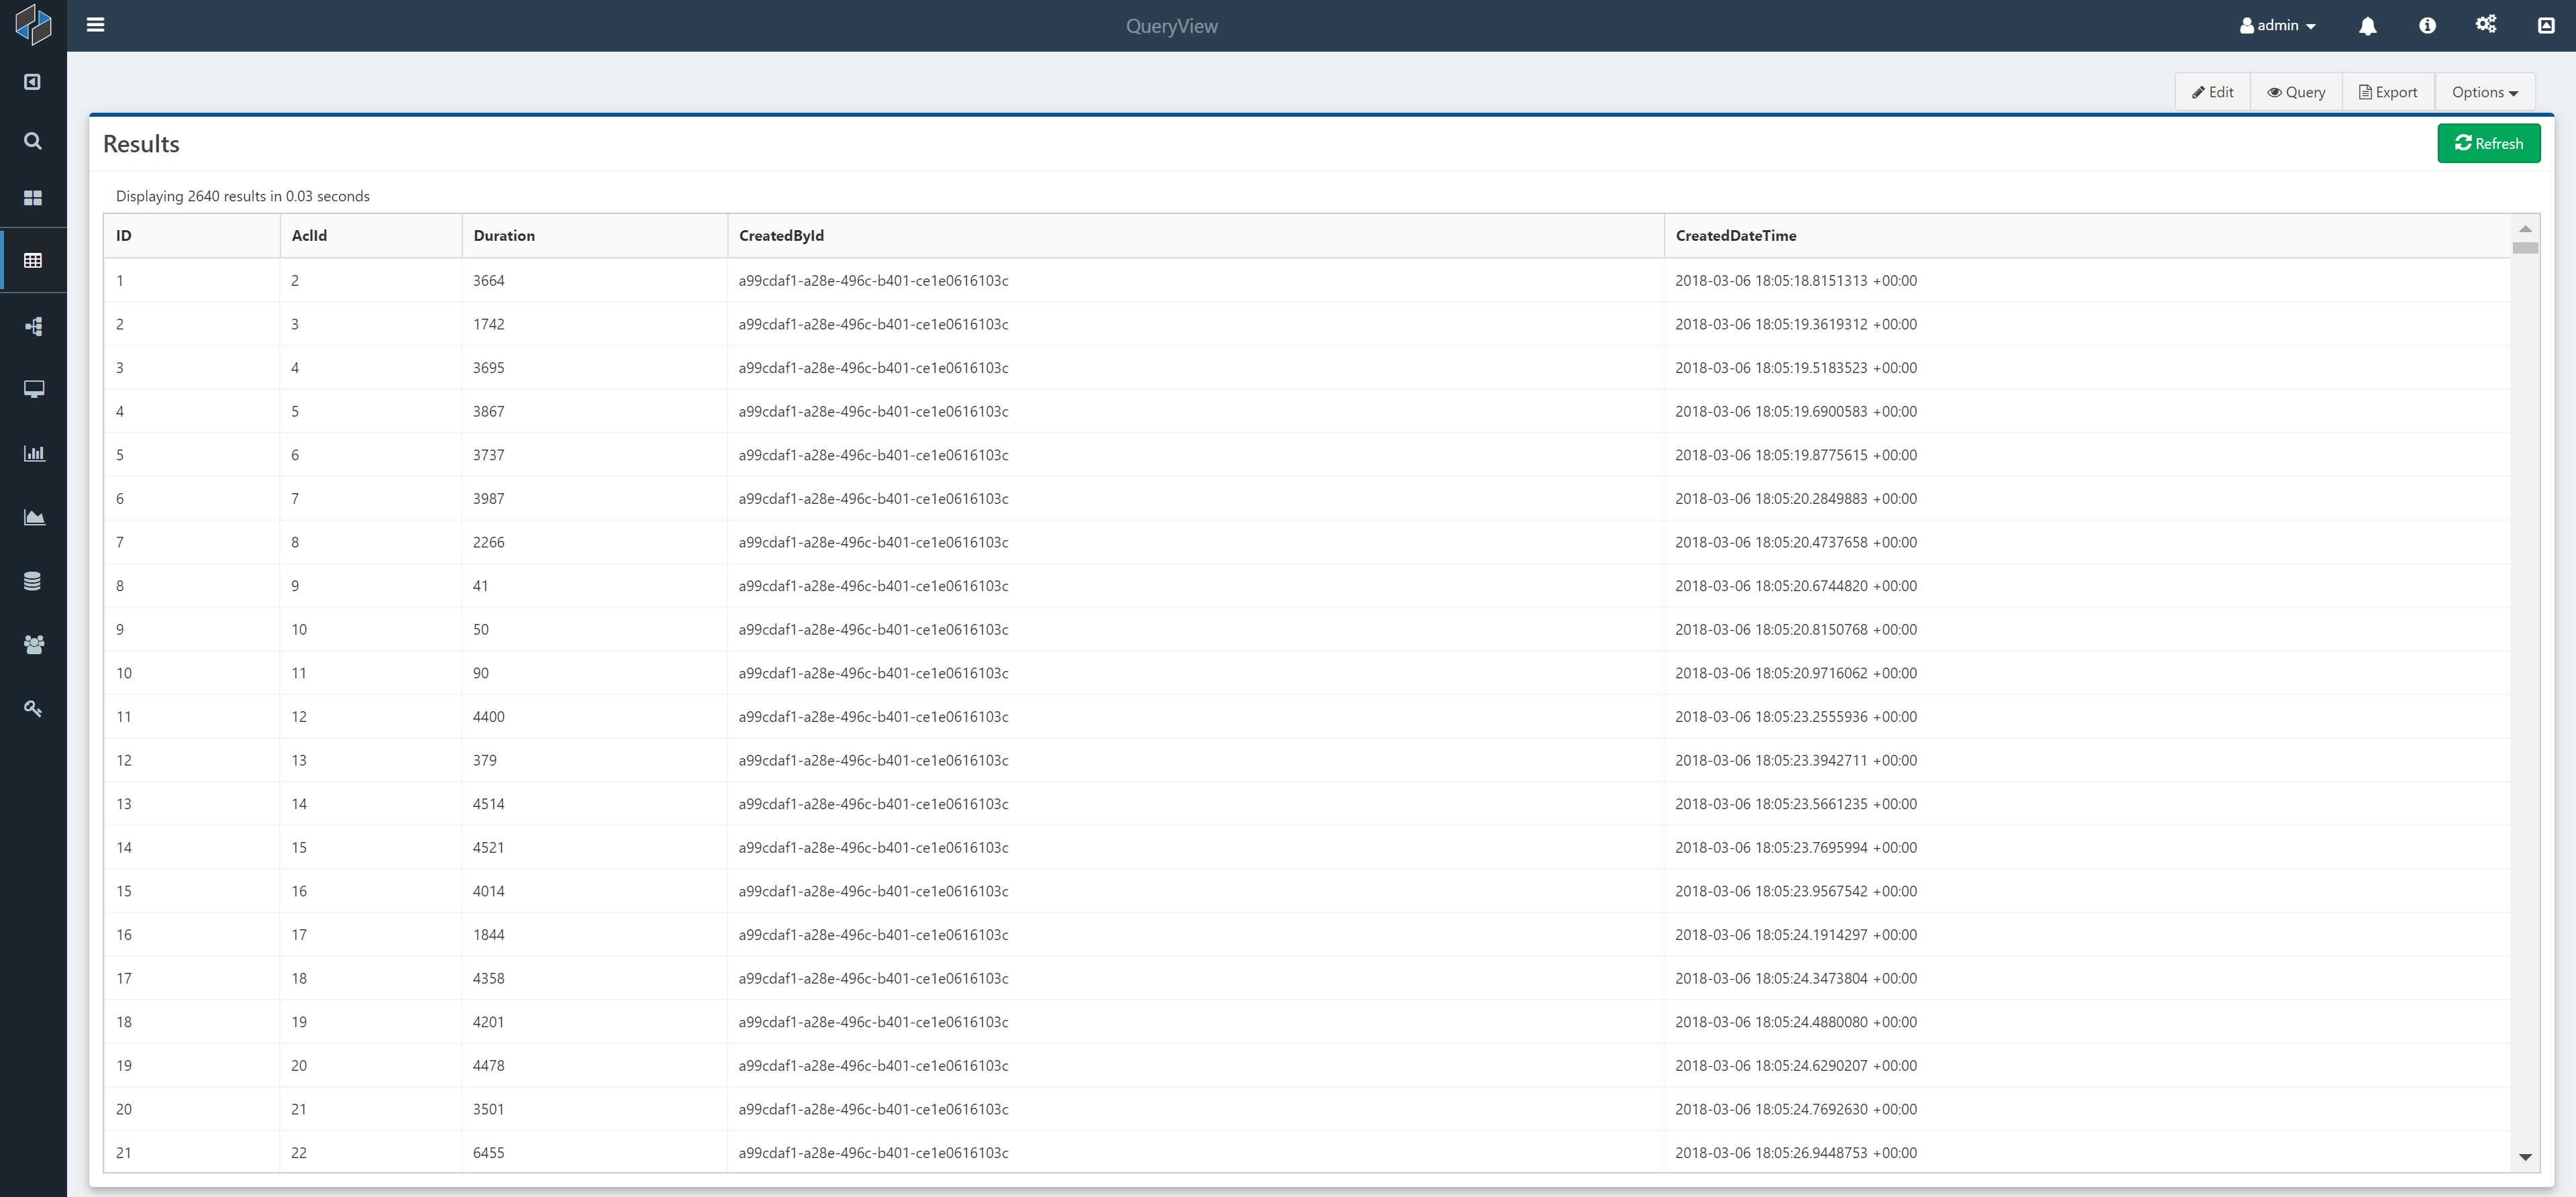 QueryView
admin
Edit Query Export Options
Results
Refresh
Displaying 2640 results in 0.03 seconds
ID AclId Duration CreatedById CreatedDateTime
1 2 3664 a99cdaf1-a28e-496c-b401-ce1e0616103c 2018-03-06 18:05:18.8151313 +00:00
2 3 1742 a99cdaf1-a28e-496c-b401-ce1e0616103c 2018-03-06 18:05:19.3619312 +00:00
3 4 3695 a99cdaf1-a28e-496c-b401-ce1e0616103c 2018-03-06 18:05:19.5183523 +00:00
4 5 3867 a99cdaf1-a28e-496c-b401-ce1e0616103c 2018-03-06 18:05:19.6900583 +00:00
5 6 3737 a99cdaf1-a28e-496c-b401-ce1e0616103c 2018-03-06 18:05:19.8775615 +00:00
6 7 3987 a99cdaf1-a28e-496c-b401-ce1e0616103c 2018-03-06 18:05:20.2849883 +00:00
7 8 2266 a99cdaf1-a28e-496c-b401-ce1e0616103c 2018-03-06 18:05:20.4737658 +00:00
8 9 41 a99cdaf1-a28e-496c-b401-ce1e0616103c 2018-03-06 18:05:20.6744820 +00:00
9 10 50 a99cdaf1-a28e-496c-b401-ce1e0616103c 2018-03-06 18:05:20.8150768 +00:00
10 11 90 a99cdaf1-a28e-496c-b401-ce1e0616103c 2018-03-06 18:05:20.9716062 +00:00
11 12 4400 a99cdaf1-a28e-496c-b401-ce1e0616103c 2018-03-06 18:05:23.2555936 +00:00
12 13 379 a99cdaf1-a28e-496c-b401-ce1e0616103c 2018-03-06 18:05:23.3942711 +00:00
13 14 4514 a99cdaf1-a28e-496c-b401-ce1e0616103c 2018-03-06 18:05:23.5661235 +00:00
14 15 4521 a99cdaf1-a28e-496c-b401-ce1e0616103c 2018-03-06 18:05:23.7695994 +00:00
15 16 4014 a99cdaf1-a28e-496c-b401-ce1e0616103c 2018-03-06 18:05:23.9567542 +00:00
16 17 1844 a99cdaf1-a28e-496c-b401-ce1e0616103c 2018-03-06 18:05:24.1914297 +00:00
17 18 4358 a99cdaf1-a28e-496c-b401-ce1e0616103c 2018-03-06 18:05:24.3473804 +00:00
18 19 4201 a99cdaf1-a28e-496c-b401-ce1e0616103c 2018-03-06 18:05:24.4880080 +00:00
19 20 4478 a99cdaf1-a28e-496c-b401-ce1e0616103c 2018-03-06 18:05:24.6290207 +00:00
20 21 3501 a99cdaf1-a28e-496c-b401-ce1e0616103c 2018-03-06 18:05:24.7692630 +00:00
21 22 6455 a99cdaf1-a28e-496c-b401-ce1e0616103c 2018-03-06 18:05:26.9448753 +00:00